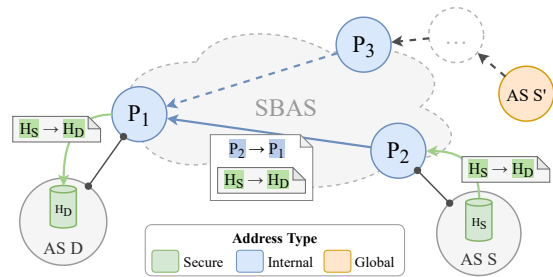 P3
...
AS S'
SBAS
P1
HS → HD
P2 → P1
HS → HD
P2
HS → HD
HD
AS D
HS
AS S
Address Type
Secure
Internal
Global